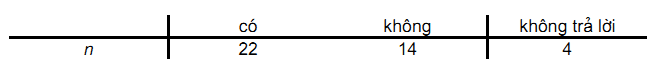 có không không trả lời
n 22 14 4